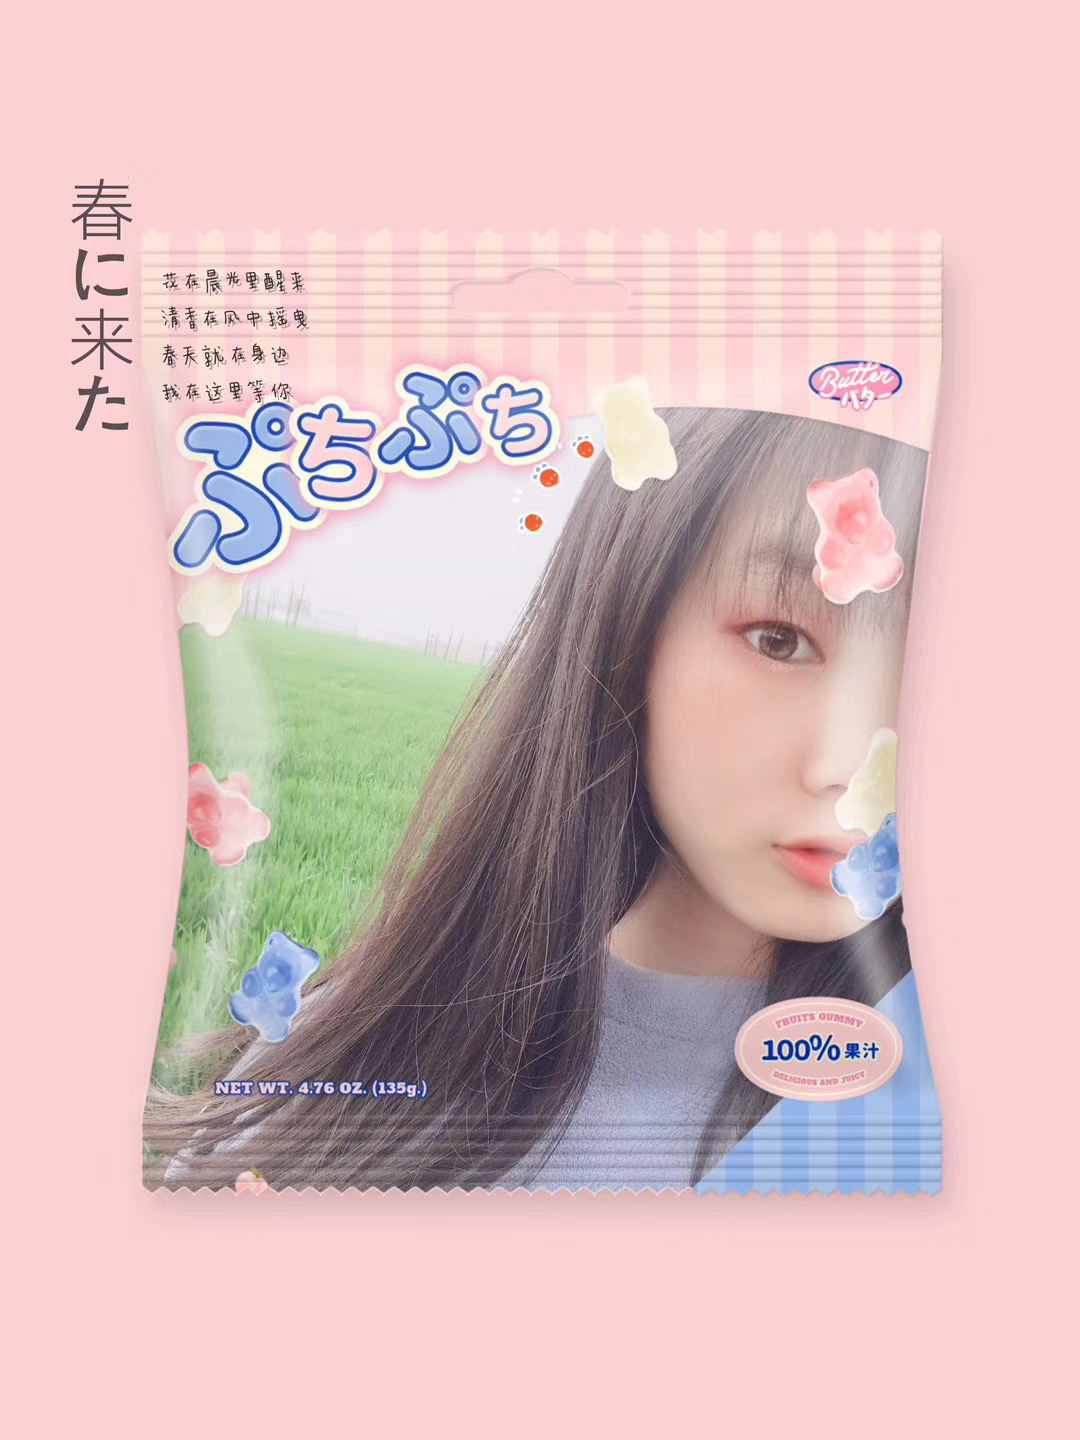 春に来た
花在晨光里醒来
清香在风中摇曳
春天就在身边
我在这里等你
ぷちぷち
Butter
バター
FRUITS GUMMY
100%果汁
DELICIOUS AND JUICY
NET WT. 4.76 OZ. (135g.)